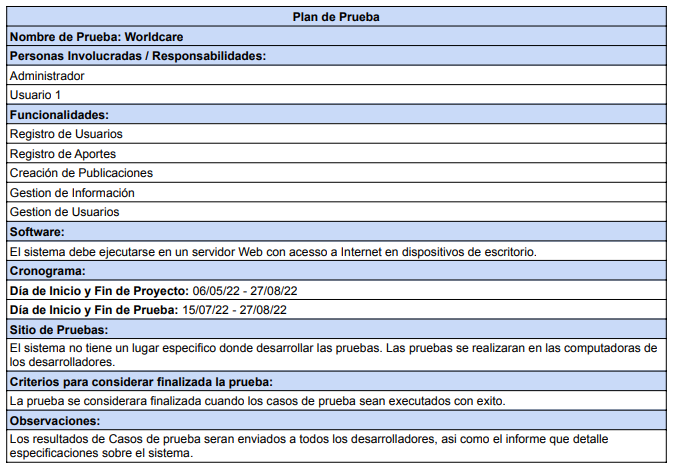 Plan de Prueba
Nombre de Prueba: Worldcare
Personas Involucradas / Responsabilidades:
Administrador
Usuario 1
Funcionalidades:
Registro de Usuarios
Registro de Aportes
Creación de Publicaciones
Gestion de Información
Gestion de Usuarios
Software:
El sistema debe ejecutarse en un servidor Web con acceso a Internet en dispositivos de escritorio.
Cronograma:
Día de Inicio y Fin de Proyecto: 06/05/22 - 27/08/22
Día de Inicio y Fin de Prueba: 15/07/22 - 27/08/22
Sitio de Pruebas:
El sistema no tiene un lugar especifico donde desarrollar las pruebas. Las pruebas se realizaran en las computadoras de
los desarrolladores.
Criterios para considerar finalizada la prueba:
La prueba se considerara finalizada cuando los casos de prueba sean executados con exito.
Observaciones:
Los resultados de Casos de prueba seran enviados a todos los desarrolladores, asi como el informe que detalle
especificaciones sobre el sistema.